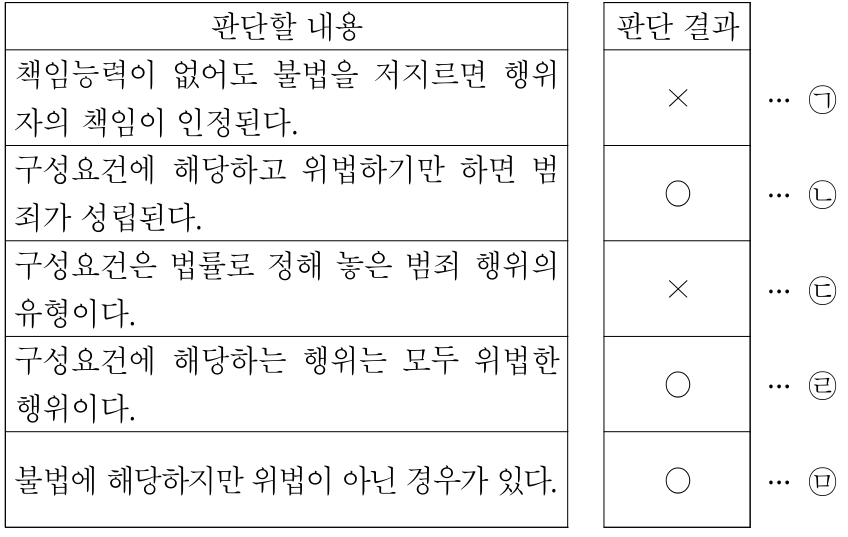 판단할 내용 판단 결과
책임능력이 없어도 불법을 저지르면 행위
자의 책임이 인정된다. × … ㉠
구성요건에 해당하고 위법하기만 하면 범
죄가 성립된다. ○ … ㉡
구성요건은 법률로 정해 놓은 범죄 행위의
유형이다. × … ㉢
구성요건에 해당하는 행위는 모두 위법한
행위이다. ○ … ㉣
불법에 해당하지만 위법이 아닌 경우가 있다. ○ … ㉤